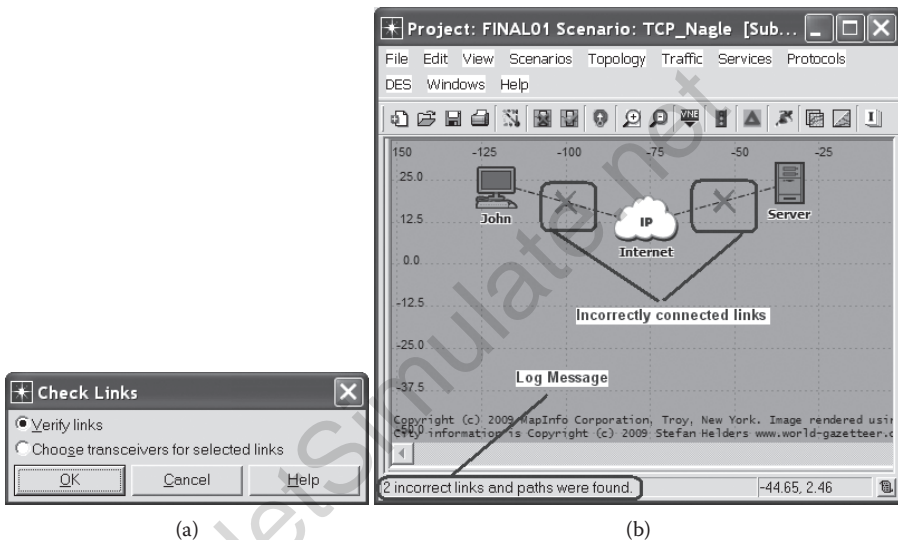 Project: FINAL01 Scenario: TCP_Nagle [Sub...
File Edit View Scenarios Topology Traffic Services Protocols
DES Windows Help
VNE
150 -125 -100 -75 -50 -25
25.0
John
IP
Internet
Server
12.5
0.0
-12.5
Incorrectly connected links
-25.0
Log Message
-37.5
Copyright (c) 2009 MapInfo Corporation, Troy, New York. Image rendered usin
-50.0
City information is Copyright (c) 2009 Stefan Helders www.world-gazetteer.c
2 incorrect links and paths were found.
-44.65, 2.46
Check Links
Verify links
Choose transceivers for selected links
OK Cancel Help
(a)
(b)